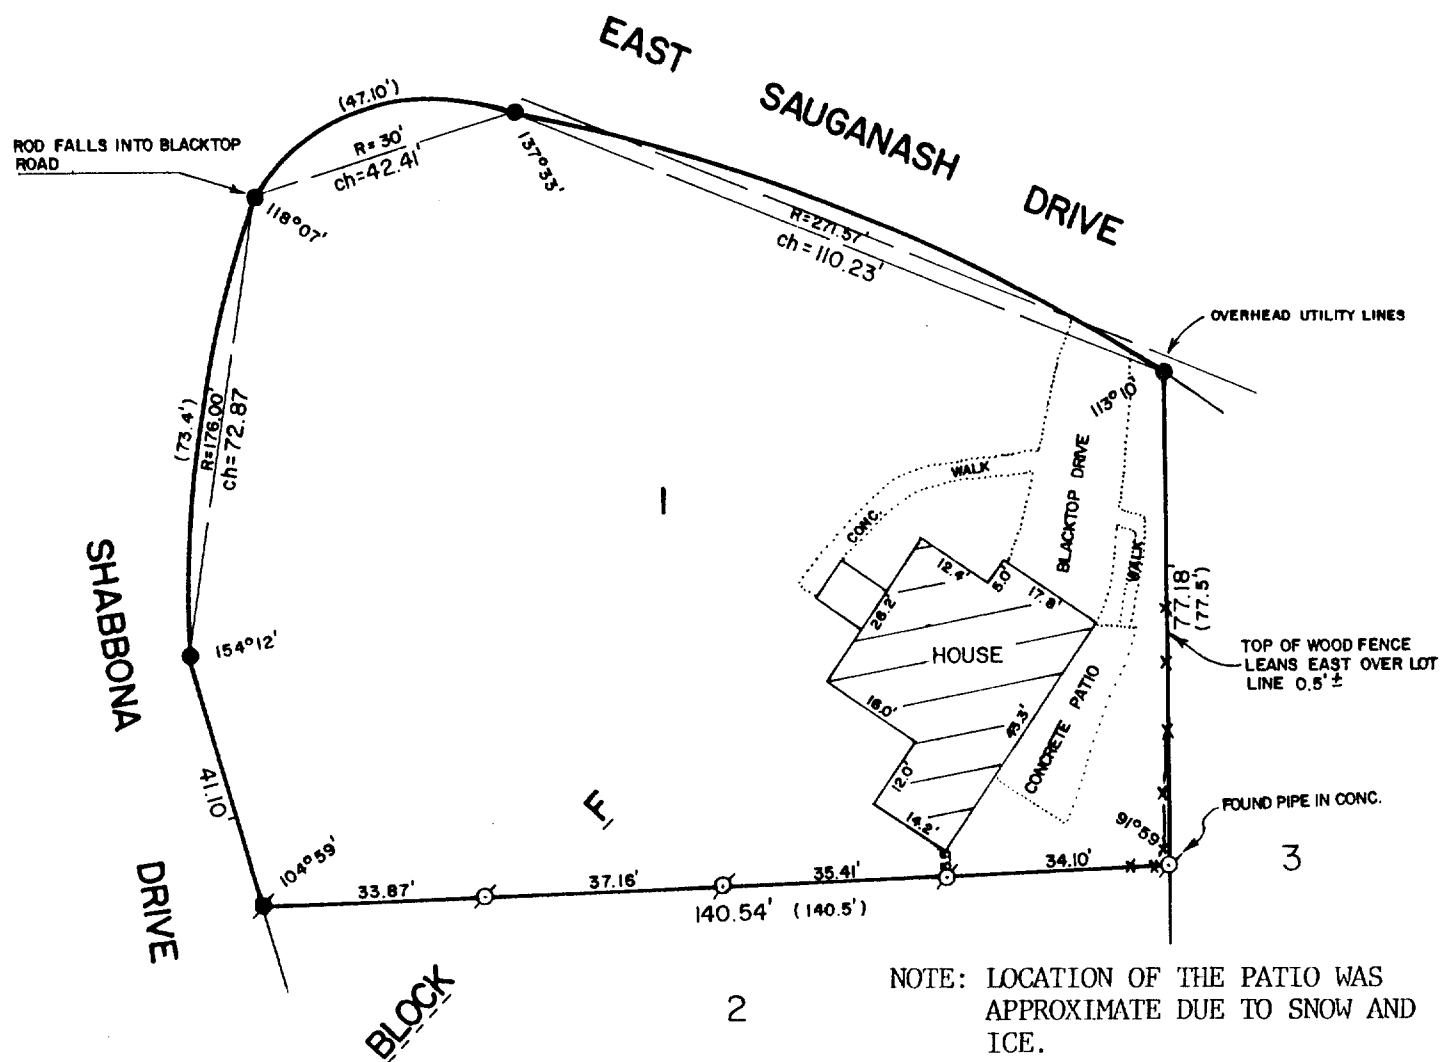 EAST SAUGANASH DRIVE
(47.10')
R=30'
ch=42.41'
ROD FALLS INTO BLACKTOP
ROAD
137°33'
118°07'
R=271.57'
ch=110.23'
OVERHEAD UTILITY LINES
113°10'
(73.4')
R=176.00'
ch=72.87
1
WALK
CONC.
BLACKTOP DRIVE
WALK
12.4'
5.0'
17.8'
26.2'
HOUSE
16.0'
43.3'
12.0'
14.2'
CONCRETE PATIO
77.18'
(77.5')
TOP OF WOOD FENCE
LEANS EAST OVER LOT
LINE 0.5'±
SHABBONA DRIVE
154°12'
41.10
F
104°59'
91°59'
FOUND PIPE IN CONC.
3
33.87'
37.16'
35.41'
34.10'
140.54' (140.5')
BLOCK
2
NOTE: LOCATION OF THE PATIO WAS
APPROXIMATE DUE TO SNOW AND
ICE.